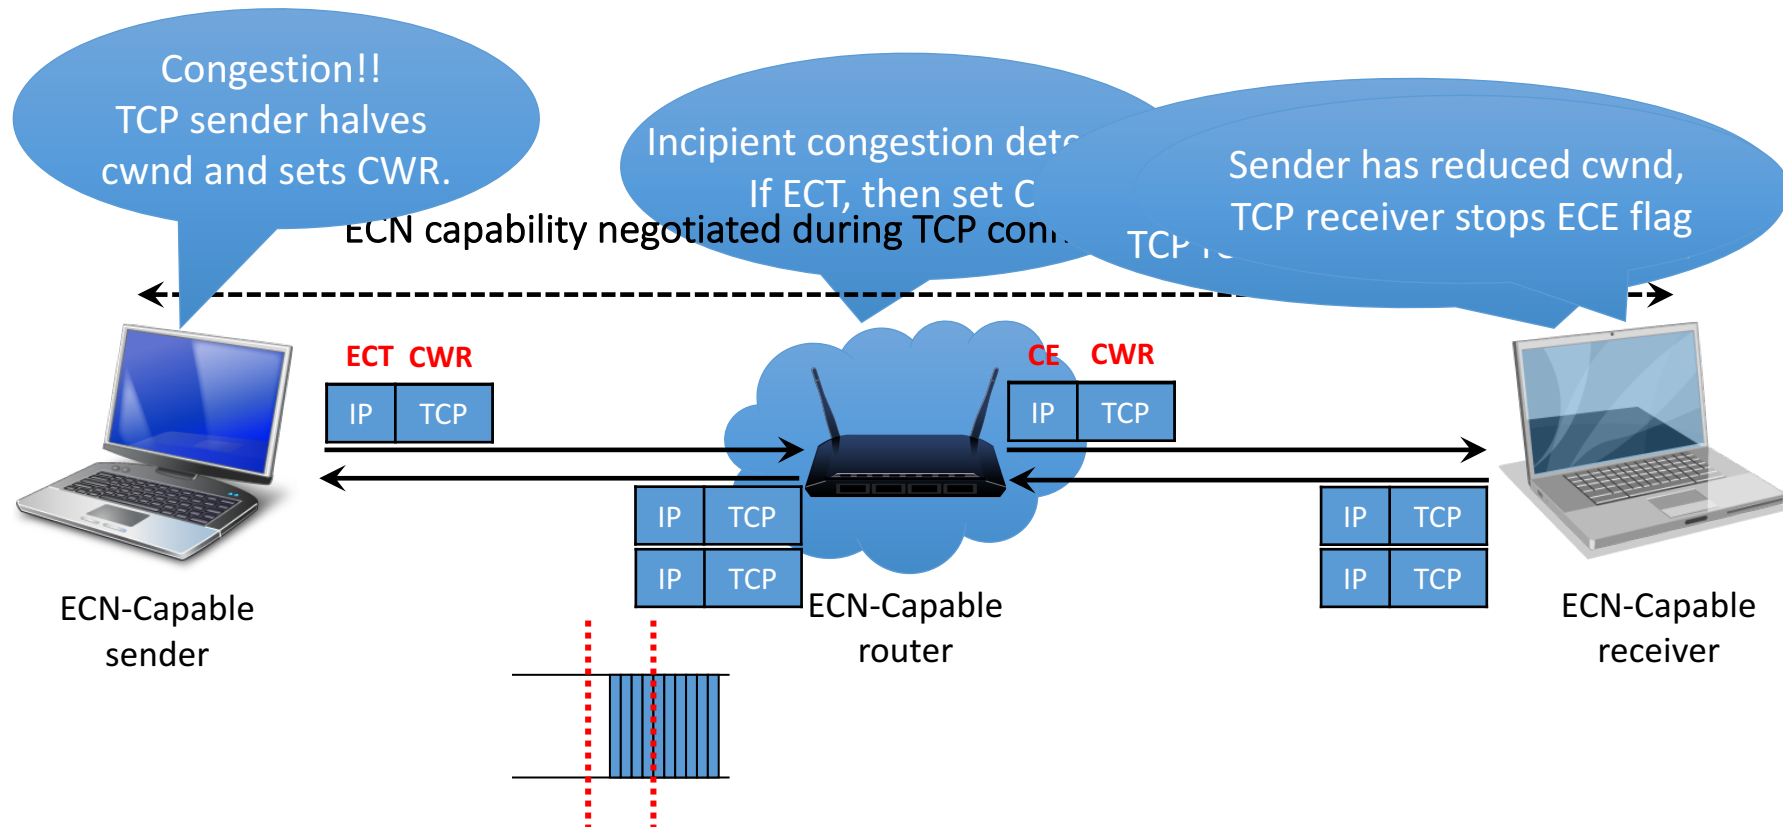 Congestion!!
TCP sender halves
cwnd and sets CWR.
Incipient congestion
If ECT, then set
Sender has reduced cwnd,
TCP receiver stops ECE flag
ECN capability negotiated during TCP
TCP
ECT CWR
CE CWR
IP TCP
IP TCP
IP TCP
IP TCP
IP TCP
IP TCP
ECN-Capable
sender
ECN-Capable
router
ECN-Capable
receiver